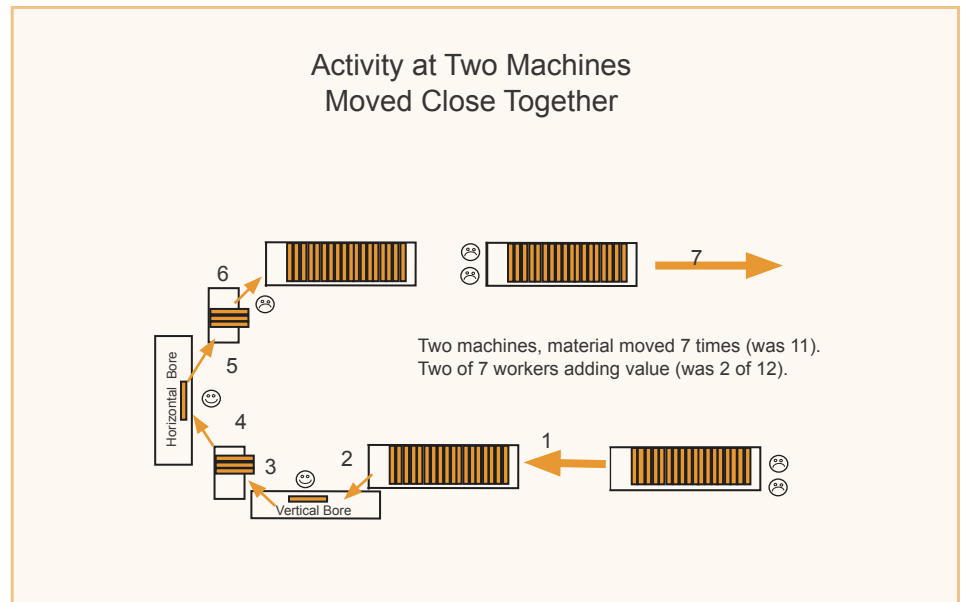 Activity at Two Machines
Moved Close Together
7
6
Two machines, material moved 7 times (was 11).
Two of 7 workers adding value (was 2 of 12).
5
Horizontal Bore
4
1
3
2
Vertical Bore